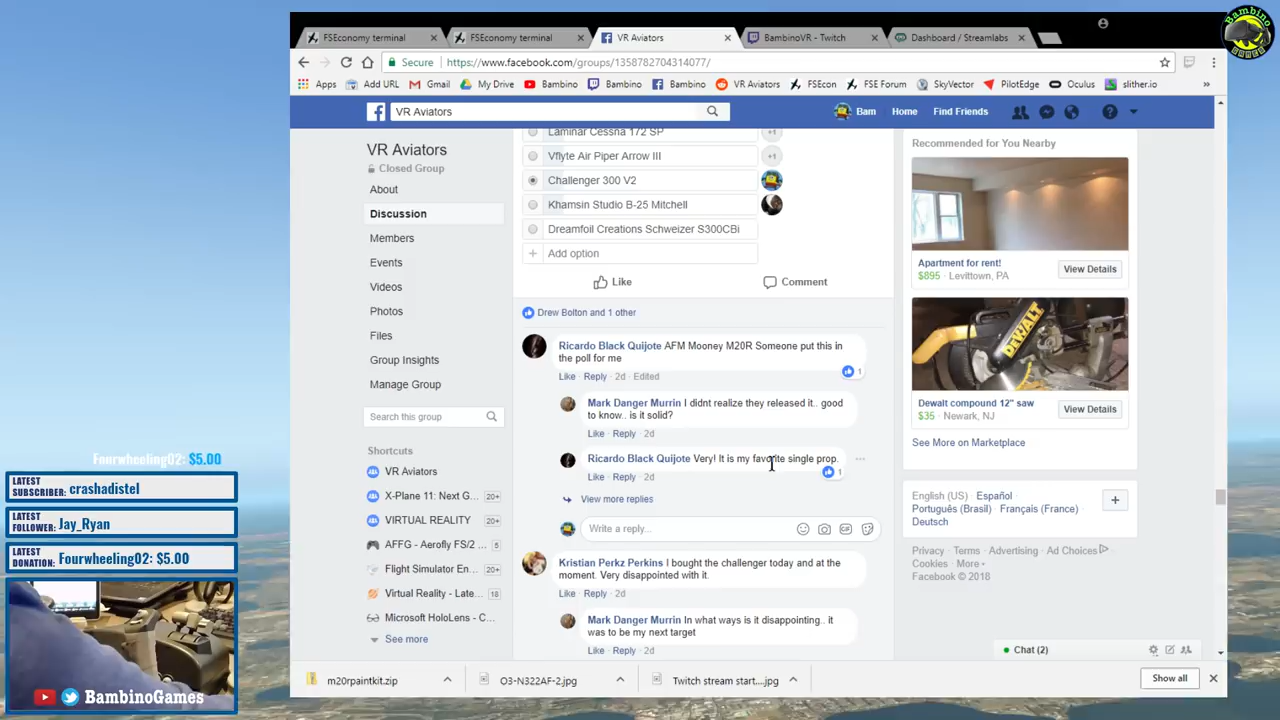 FSEconomy terminal
FSEconomy terminal
VR Aviators
BambinoVR - Twitch
Dashboard / Streamlabs
Bambino
GAMES
Secure
https://www.facebook.com/groups/1358782704314077/
Apps
Add URL
Gmail
My Drive
Bambino
Bambino
Bambino
VR Aviators
FSEcon
FSE Forum
SkyVector
PilotEdge
Oculus
slither.io
»
VR Aviators
Bam
Home
Find Friends
VR Aviators
Closed Group
About
Discussion
Members
Events
Videos
Photos
Files
Group Insights
Manage Group
Search this group
Shortcuts
VR Aviators
X-Plane 11: Next G... 20+
VIRTUAL REALITY 20+
AFFG - Aerofly FS/2 ... 5
Flight Simulator En... 20+
Virtual Reality - Late... 18
Microsoft HoloLens - C...
See more
Laminar Cessna 172 SP +1
Vflyte Air Piper Arrow III +1
Challenger 300 V2
Khamsin Studio B-25 Mitchell
Dreamfoil Creations Schweizer S300CBi
+ Add option
Like
Comment
Drew Bolton and 1 other
Ricardo Black Quijote AFM Mooney M20R Someone put this in
the poll for me
1
Like · Reply · 2d · Edited
Mark Danger Murrin I didnt realize they released it.. good
to know.. is it solid?
Like · Reply · 2d
Ricardo Black Quijote Very! It is my favorite single prop.
1
Like · Reply · 2d
View more replies
Write a reply...
Kristian Perkz Perkins I bought the challenger today and at the
moment. Very disappointed with it.
Like · Reply · 2d
Mark Danger Murrin In what ways is it disappointing.. it
was to be my next target
Like · Reply · 2d
Recommended for You Nearby
Apartment for rent!
$895 · Levittown, PA
View Details
DEWALT
Dewalt compound 12" saw
$35 · Newark, NJ
View Details
See More on Marketplace
English (US) · Español ·
Português (Brasil) · Français (France) ·
Deutsch
+
Privacy · Terms · Advertising · Ad Choices
Cookies · More
Facebook © 2018
Chat (2)
m20rpaintkit.zip
O3-N322AF-2.jpg
Twitch stream start....jpg
Show all
Fourwheeling02: $5.00
LATEST
SUBSCRIBER: crashadistel
LATEST
FOLLOWER: Jay_Ryan
LATEST
DONATION: Fourwheeling02: $5.00
BambinoGames